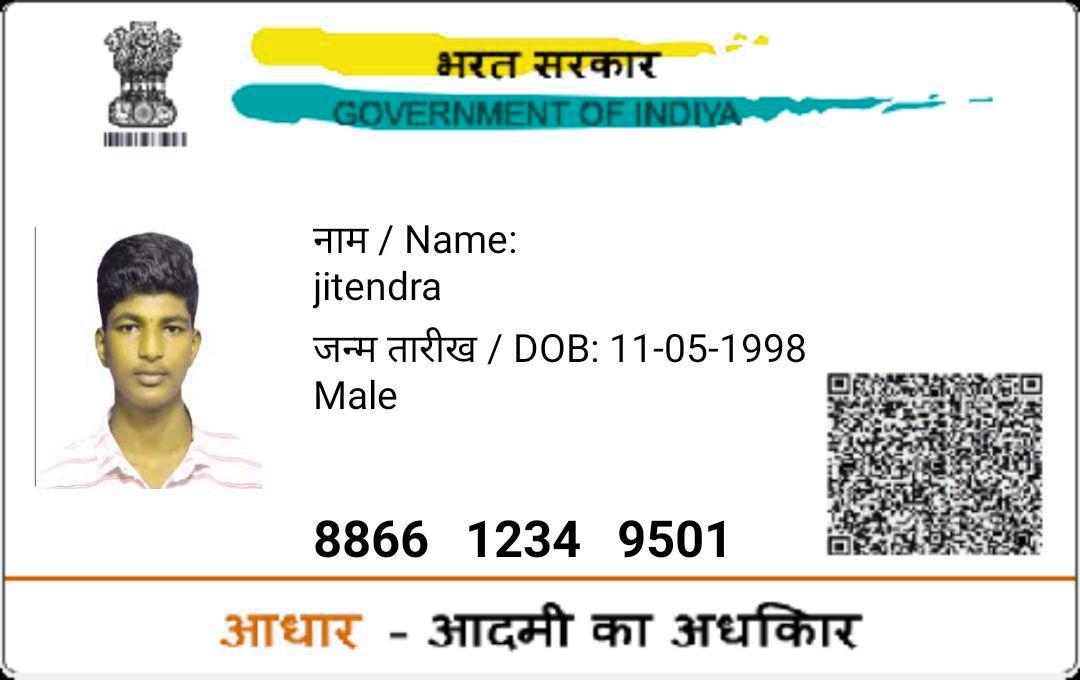 भरत सरकार
GOVERNMENT OF INDIYA
नाम / Name:
jitendra
जन्म तारीख / DOB: 11-05-1998
Male
8866 1234 9501
आधार - आदमी का अधकिार